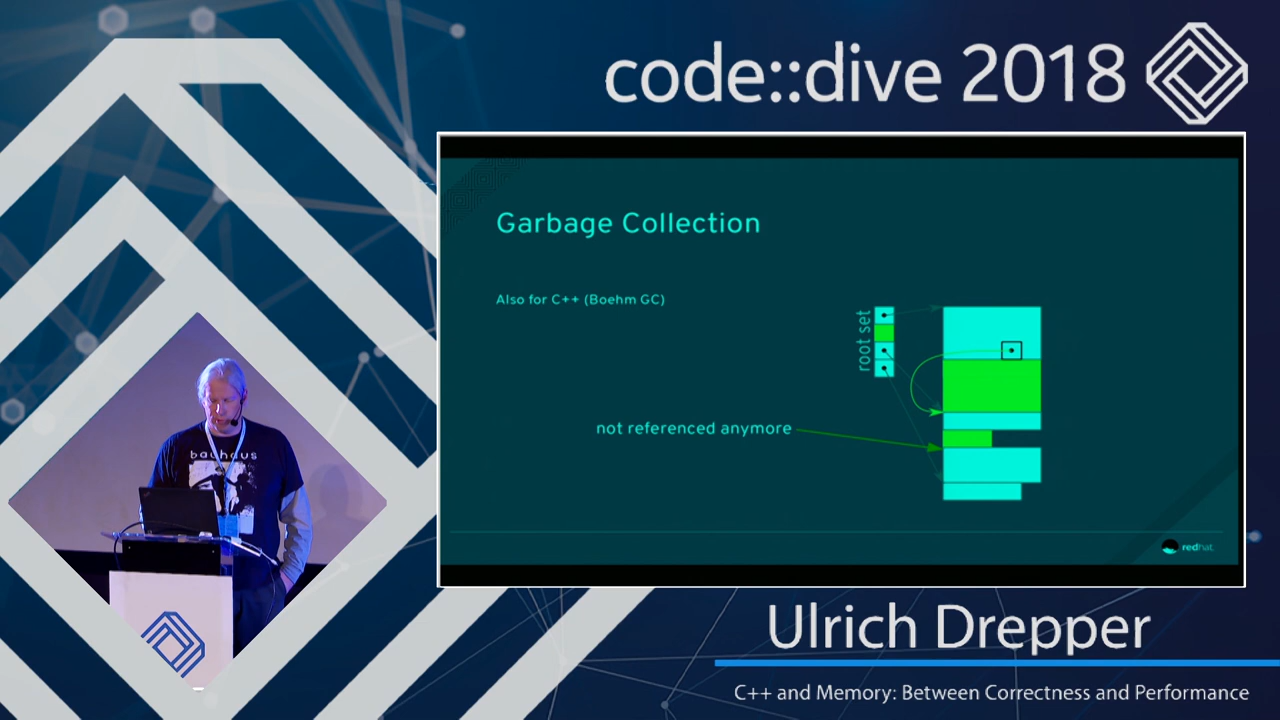 code::dive 2018
Garbage Collection
Also for C++ (Boehm GC)
root set
not referenced anymore
redhat.
bauhaus
Ulrich Drepper
C++ and Memory: Between Correctness and Performance